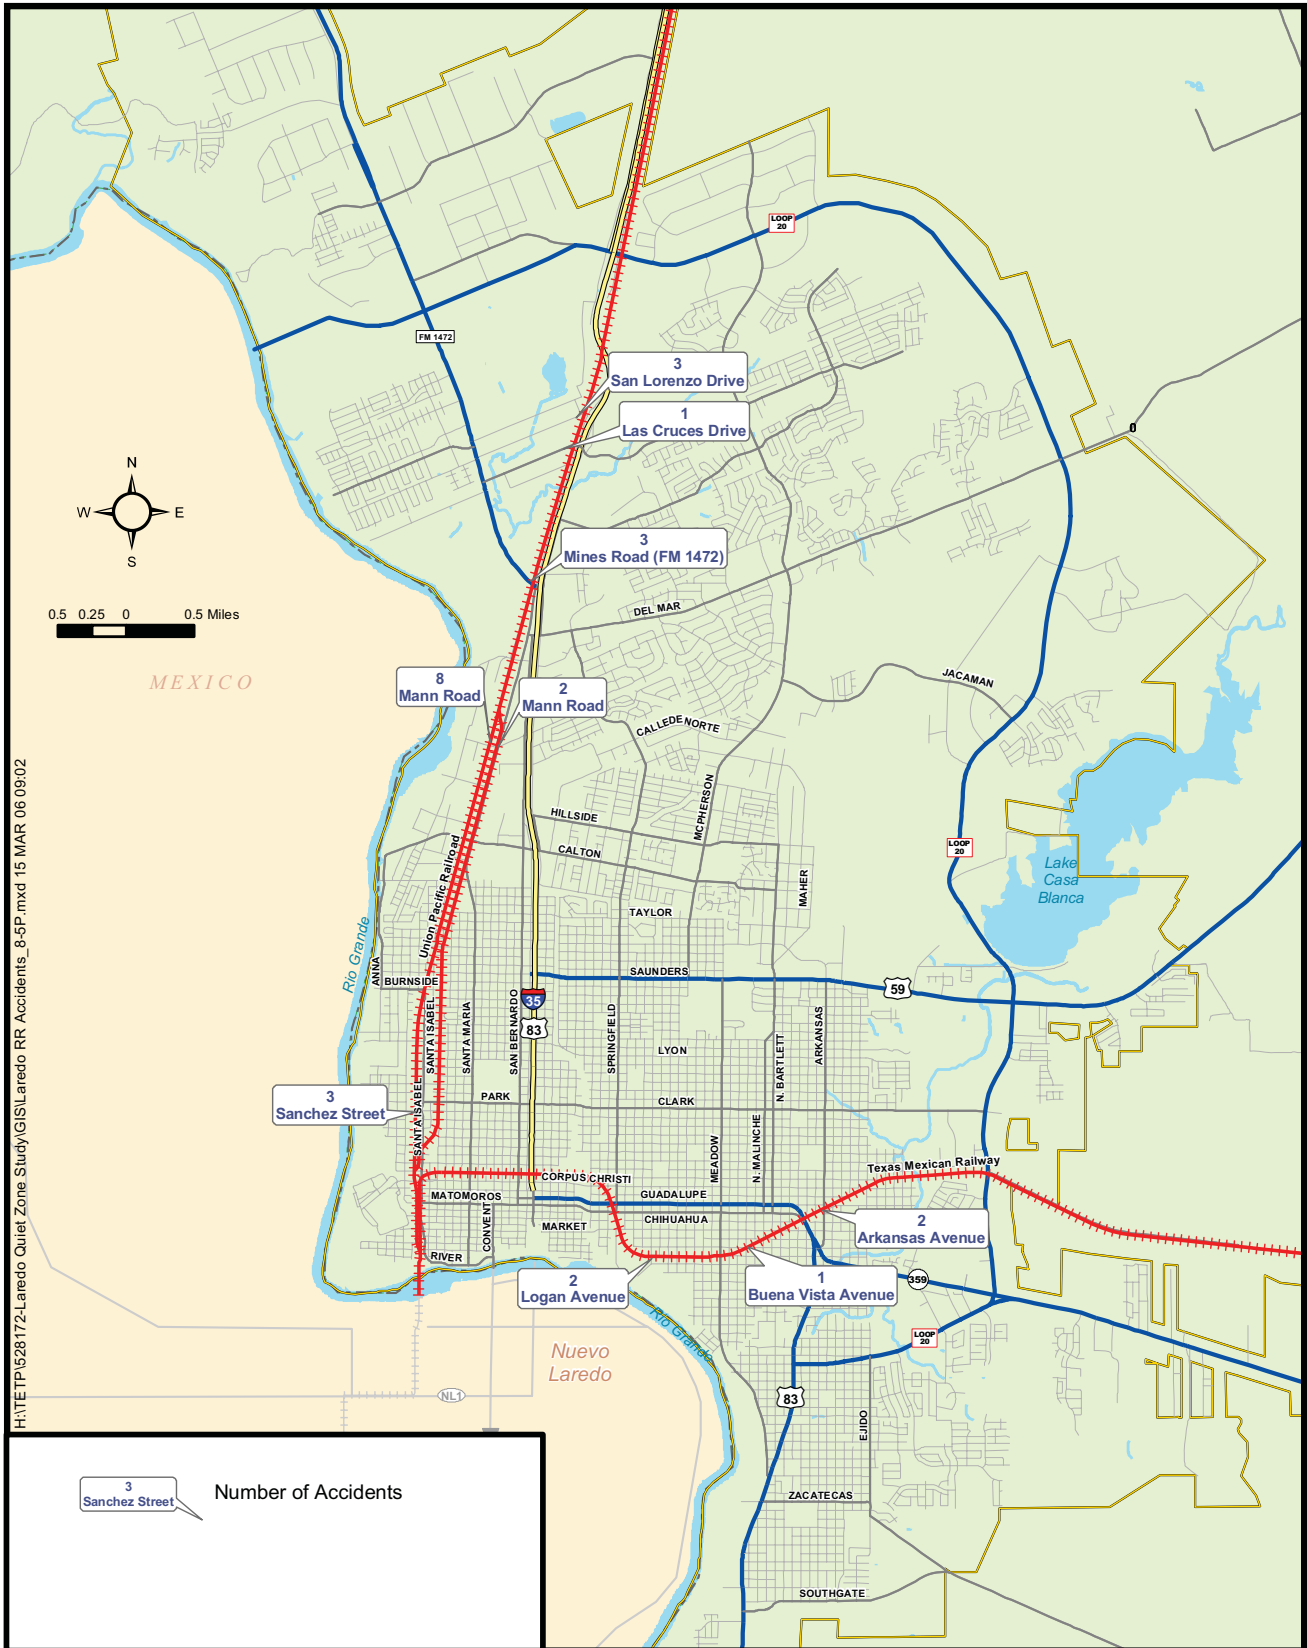 LOOP
20
FM 1472
3
San Lorenzo Drive
1
Las Cruces Drive
0
N
W
E
S
3
Mines Road (FM 1472)
0.5 0.25 0 0.5 Miles
DEL MAR
MEXICO
8
Mann Road
2
Mann Road
JACAMAN
CALLEDENORTE
MCPHERSON
HILLSIDE
CALTON
LOOP
20
Lake
Casa
Blanca
Union Pacific Railroad
MAHER
TAYLOR
Rio Grande
ANNA
BURNSIDE
SAUNDERS
59
35
83
SANTA ISABEL
SANTA MARIA
SAN BERNARDO
SPRINGFIELD
LYON
N. BARTLETT
ARKANSAS
3
Sanchez Street
SANTA ISABEL
PARK
CLARK
MEADOW
N. MALINCHE
Texas Mexican Railway
CORPUS CHRISTI
MATOMOROS
GUADALUPE
CONVENT
MARKET
CHIHUAHUA
2
Arkansas Avenue
RIVER
2
Logan Avenue
1
Buena Vista Avenue
359
Rio Grande
LOOP
20
Nuevo
Laredo
NL1
83
EJIDO
ZACATECAS
SOUTHGATE
H:\TETP\528172-Laredo Quiet Zone Study\GIS\Laredo RR Accidents_8-5P.mxd 15 MAR 06 09:02
3
Sanchez Street
Number of Accidents